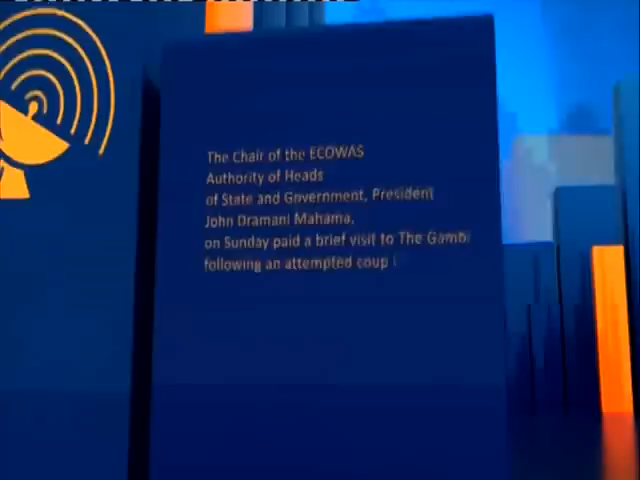 The Chair of the ECOWAS
Authority of Heads
of State and Government, President
John Dramani Mahama,
on Sunday paid a brief visit to The Gambi
following an attempted coup i